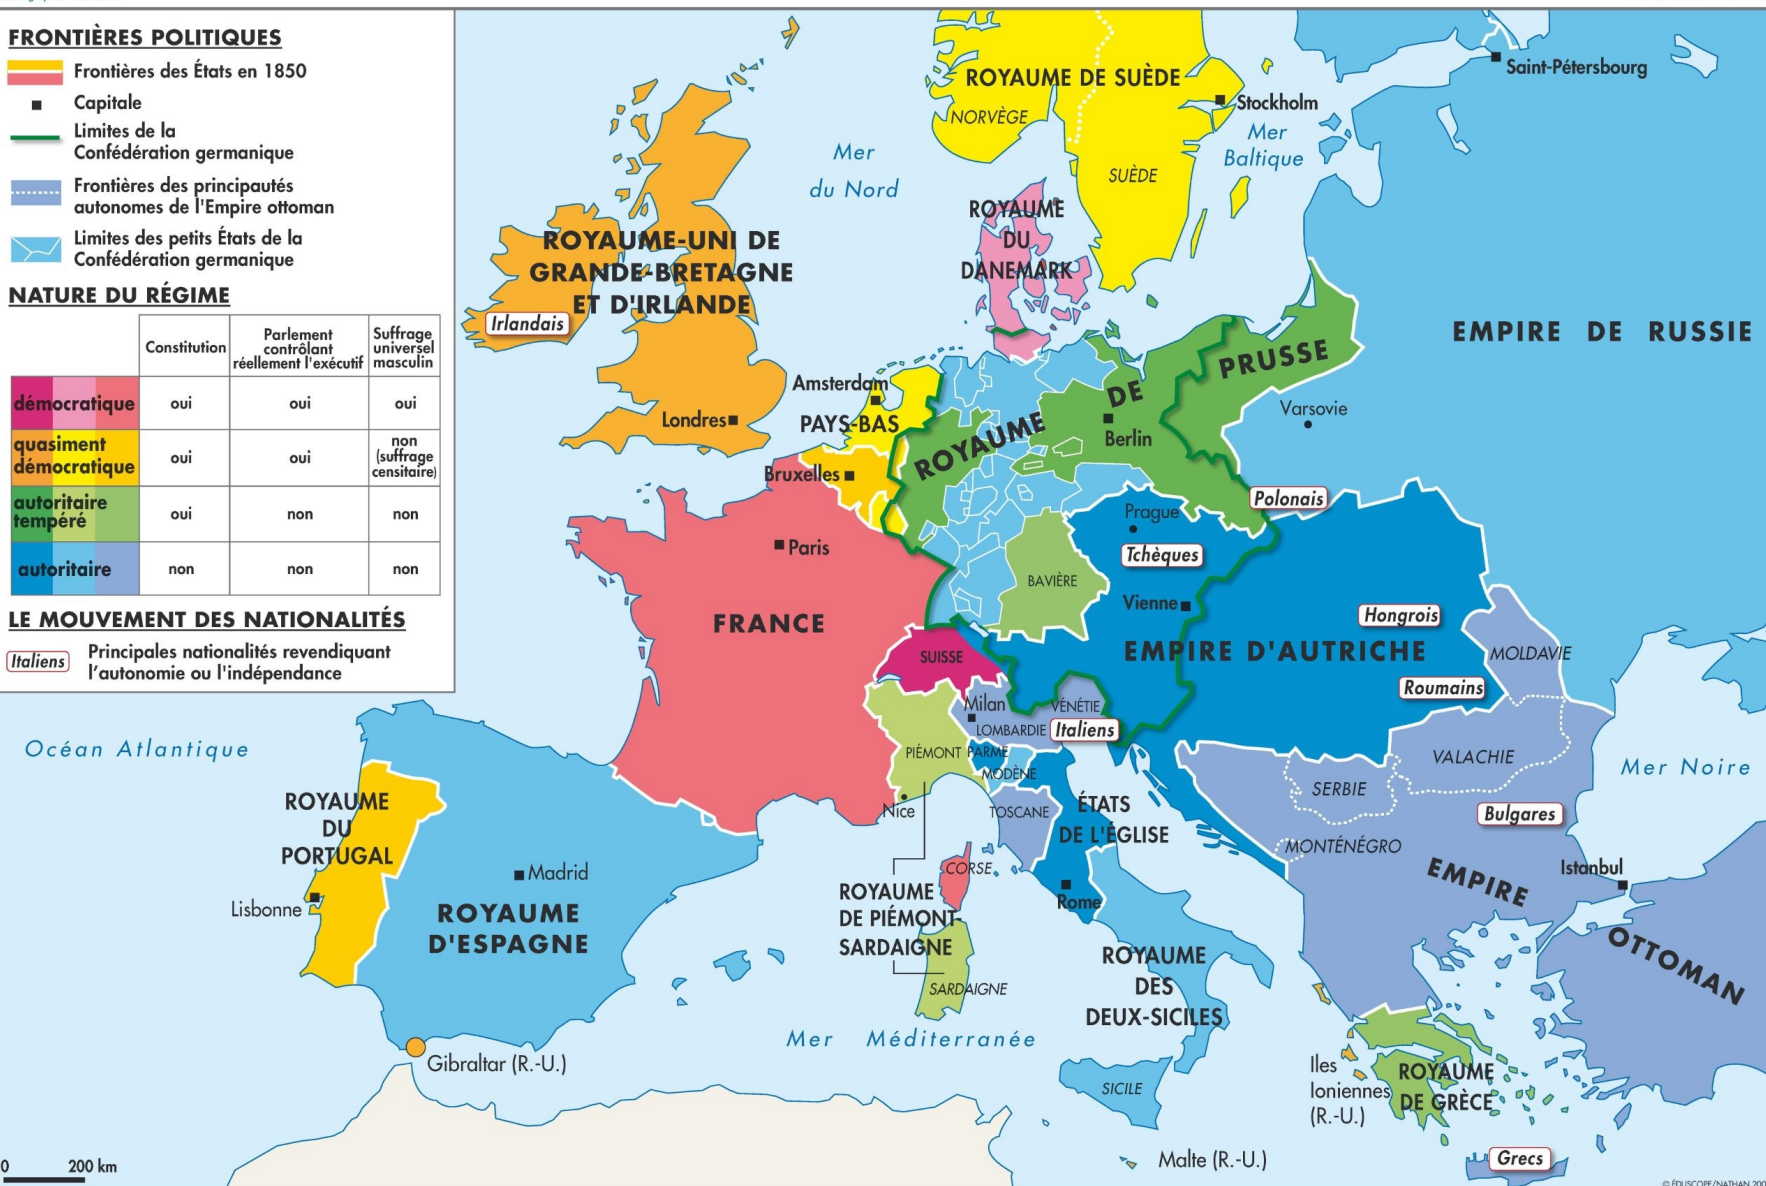 FRONTIÈRES POLITIQUES
Frontières des États en 1850
Capitale
Limites de la
Confédération germanique
Frontières des principautés
autonomes de l'Empire ottoman
Limites des petits États de la
Confédération germanique
NATURE DU RÉGIME
Constitution
Parlement
contrôlant
réellement l'exécutif
Suffrage
universel
masculin
démocratique
oui
oui
oui
quasiment
démocratique
oui
oui
non
(suffrage
censitaire)
autoritaire
tempéré
oui
non
non
autoritaire
non
non
non
LE MOUVEMENT DES NATIONALITÉS
Italiens
Principales nationalités revendiquant
l'autonomie ou l'indépendance
ROYAUME DE SUÈDE
NORVÈGE
SUÈDE
Stockholm
Saint-Pétersbourg
Mer
Baltique
Mer
du Nord
ROYAUME
DU
DANEMARK
ROYAUME-UNI DE
GRANDE-BRETAGNE
ET D'IRLANDE
Irlandais
Londres
EMPIRE DE RUSSIE
Varsovie
ROYAUME DE PRUSSE
Berlin
Amsterdam
PAYS-BAS
Bruxelles
Polonais
Prague
Tchèques
BAVIÈRE
Vienne
Paris
FRANCE
SUISSE
EMPIRE D'AUTRICHE
Hongrois
Roumains
MOLDAVIE
Milan
LOMBARDIE
VÉNÉTIE
Italiens
PIÉMONT
PARME
MODÈNE
Nice
TOSCANE
ÉTATS
DE L'ÉGLISE
Rome
CORSE
ROYAUME
DE PIÉMONT-
SARDAIGNE
SARDAIGNE
ROYAUME
DES
DEUX-SICILES
SICILE
VALACHIE
SERBIE
MONTÉNÉGRO
Bulgares
Mer Noire
EMPIRE
OTTOMAN
Istanbul
Océan Atlantique
ROYAUME
DU
PORTUGAL
Lisbonne
Madrid
ROYAUME
D'ESPAGNE
Gibraltar (R.-U.)
Mer Méditerranée
Malte (R.-U.)
Iles
Ioniennes
(R.-U.)
ROYAUME
DE GRÈCE
Grecs
0 200 km
© ÉDUSCOPE/NATHAN 200